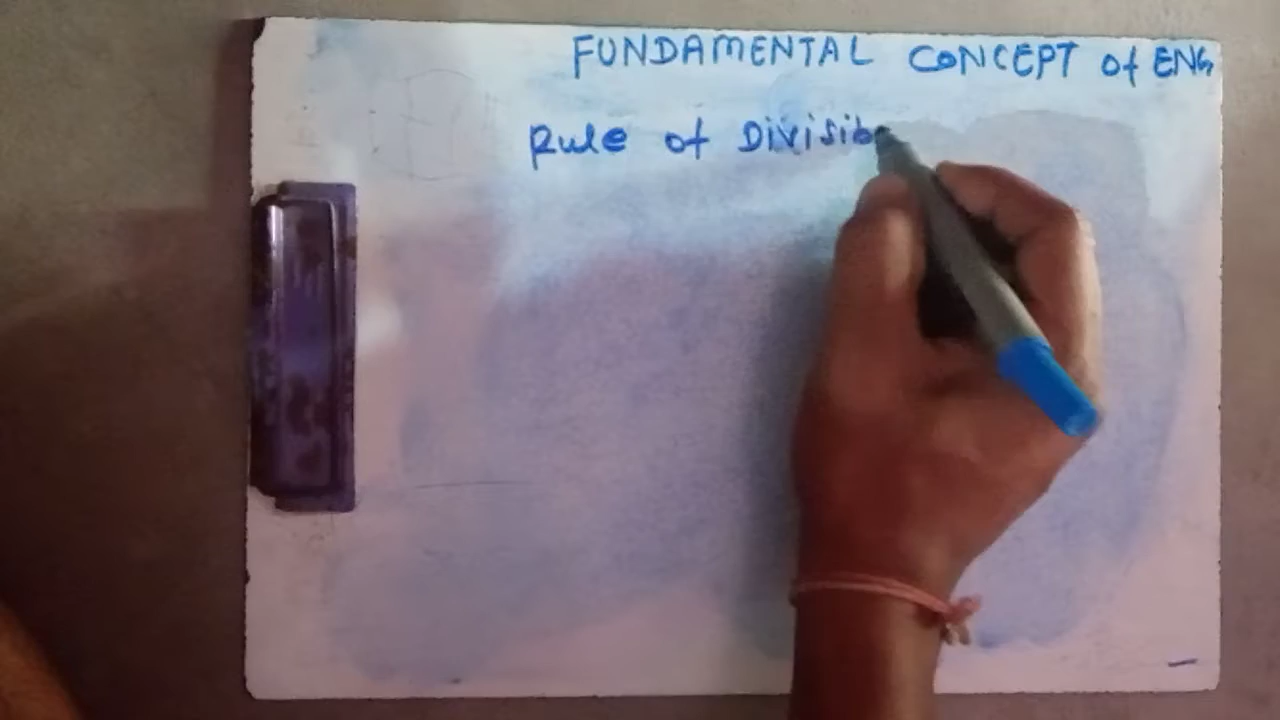 FUNDAMENTAL CONCEPT of ENG
Rule of Divisib